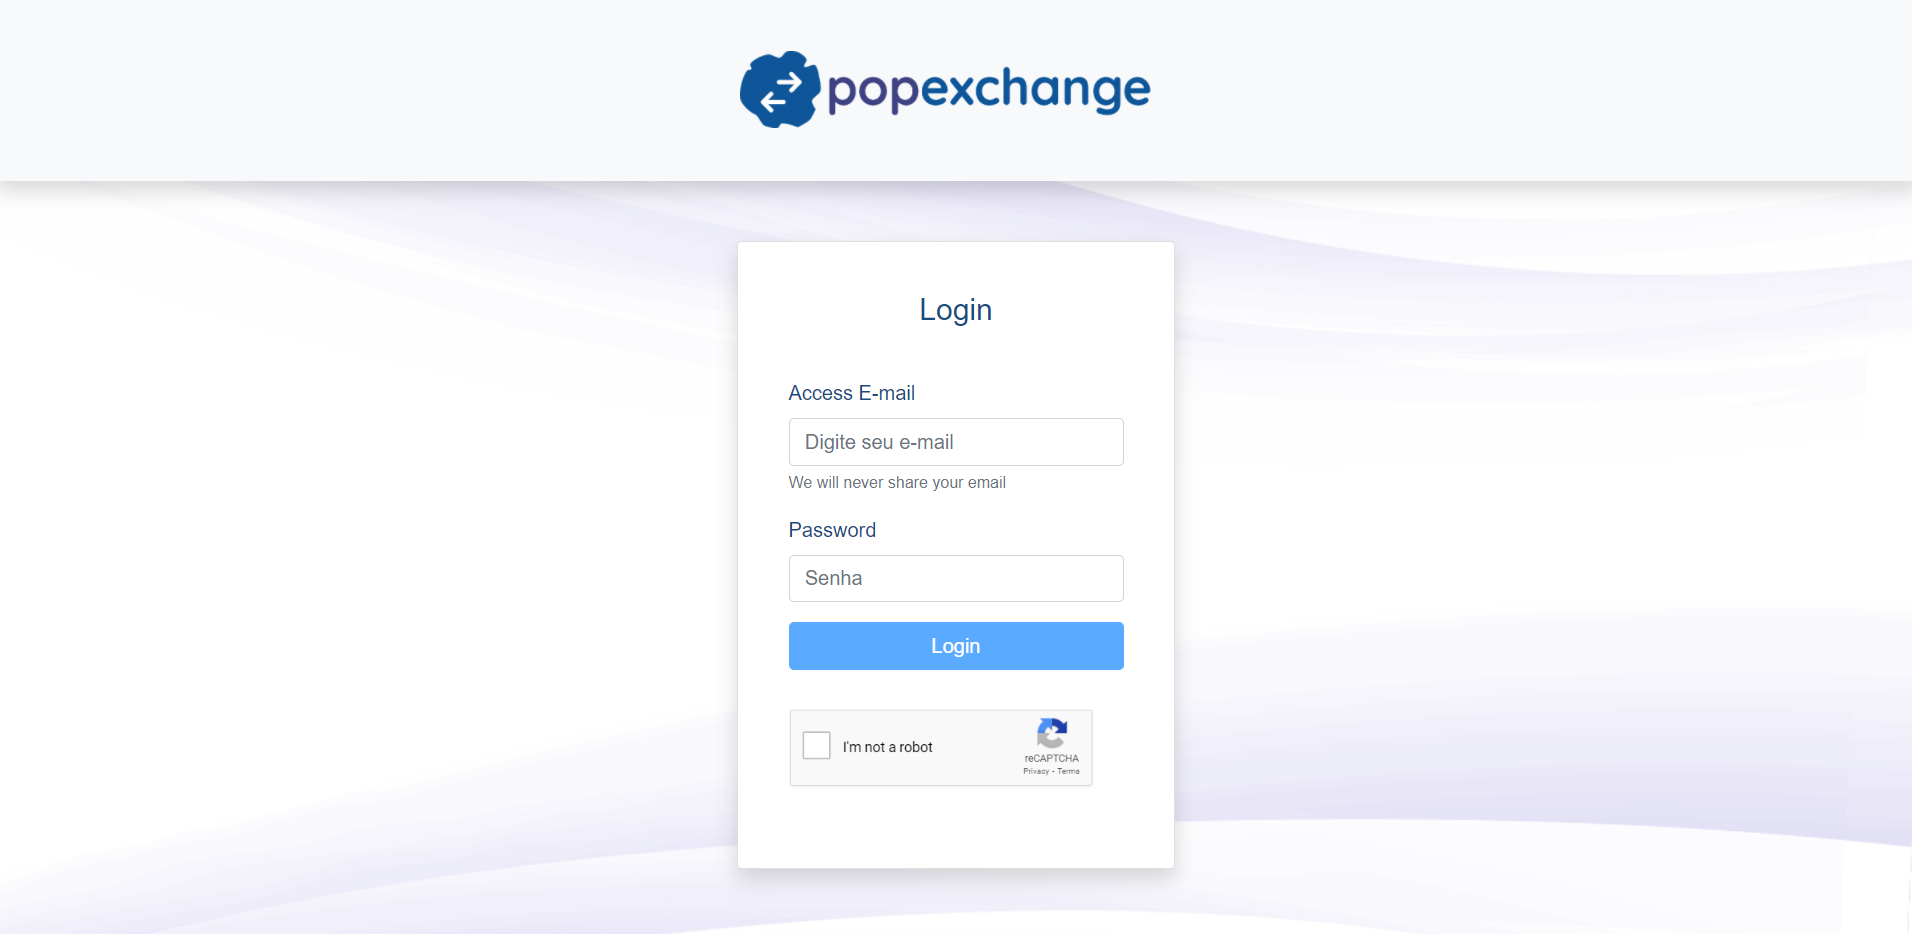 popexchange
Login
Access E-mail
Digite seu e-mail
We will never share your email
Password
Senha
Login
I'm not a robot
reCAPTCHA
Privacy - Terms